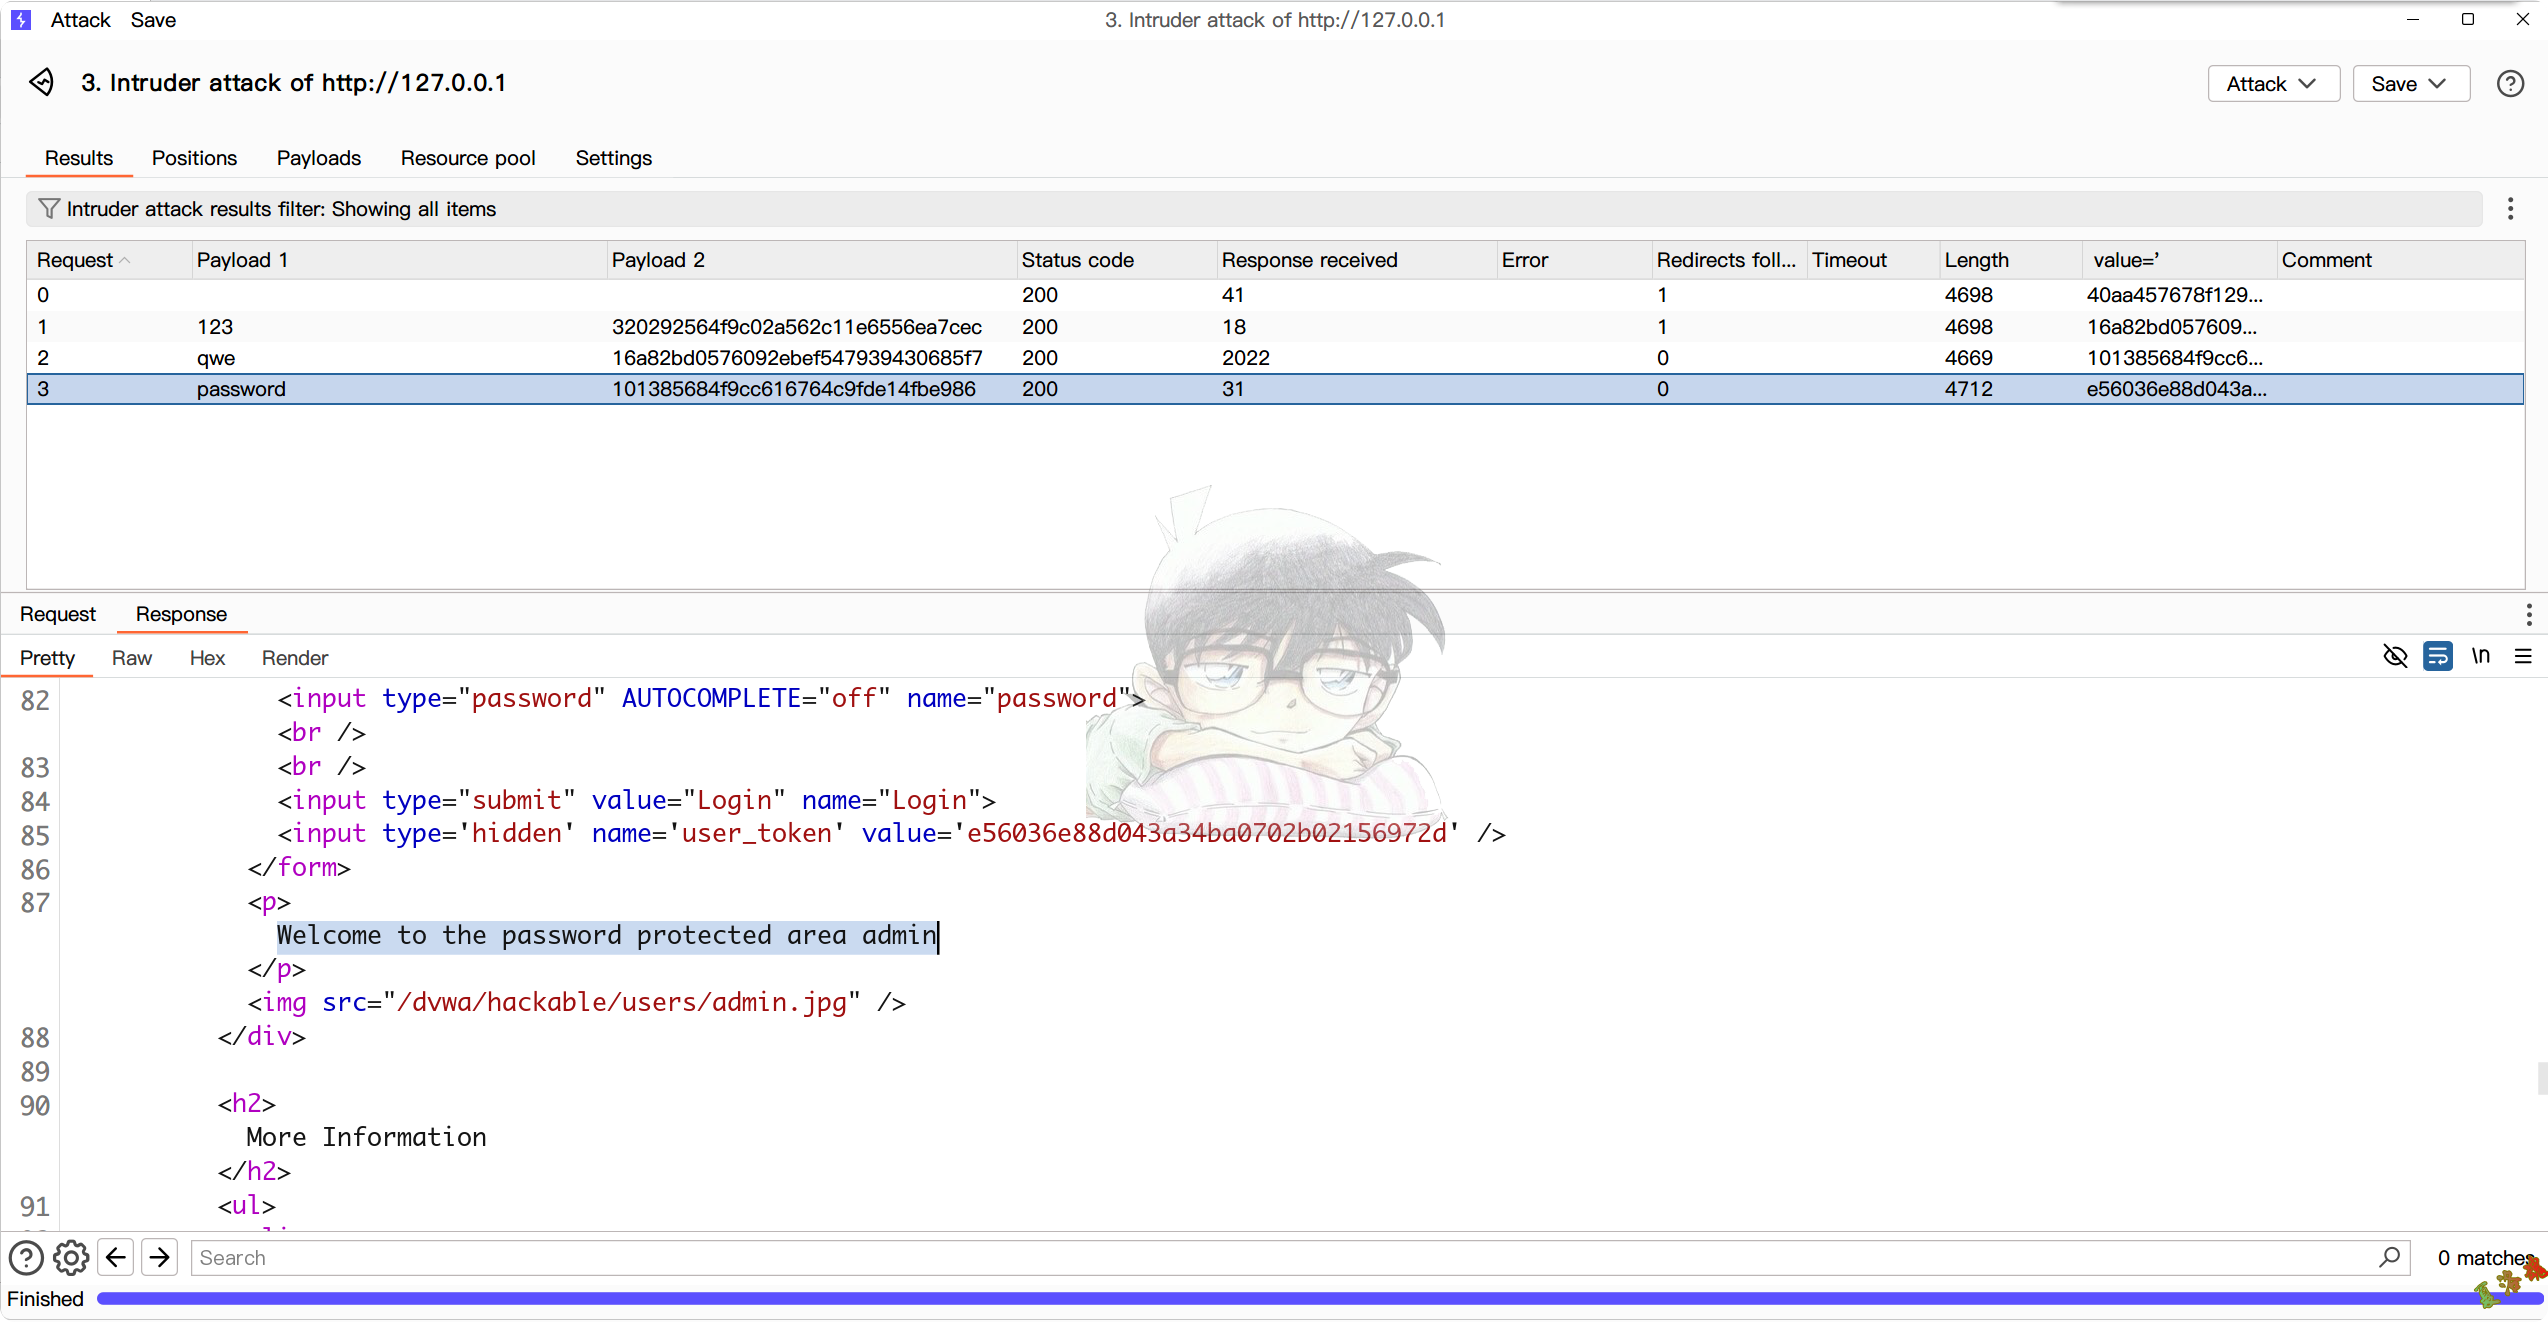 Attack Save 3. Intruder attack of http://127.0.0.1
3. Intruder attack of http://127.0.0.1 Attack Save
Results Positions Payloads Resource pool Settings
Intruder attack results filter: Showing all items
Request Payload 1 Payload 2 Status code Response received Error Redirects foll... Timeout Length value=' Comment
0 200 41 1 4698 40aa457678f129...
1 123 320292564f9c02a562c11e6556ea7cec 200 18 1 4698 16a82bd057609...
2 qwe 16a82bd0576092ebef547939430685f7 200 2022 0 4669 101385684f9cc6...
3 password 101385684f9cc616764c9fde14fbe986 200 31 0 4712 e56036e88d043a...
Request Response
Pretty Raw Hex Render \n
82 <input type="password" AUTOCOMPLETE="off" name="password">
<br />
83 <br />
84 <input type="submit" value="Login" name="Login">
85 <input type='hidden' name='user_token' value='e56036e88d043a34ba0702b02156972d' />
86 </form>
87 <p>
Welcome to the password protected area admin
</p>
<img src="/dvwa/hackable/users/admin.jpg" />
88 </div>
89
90 <h2>
More Information
</h2>
91 <ul>
Search 0 matches
Finished